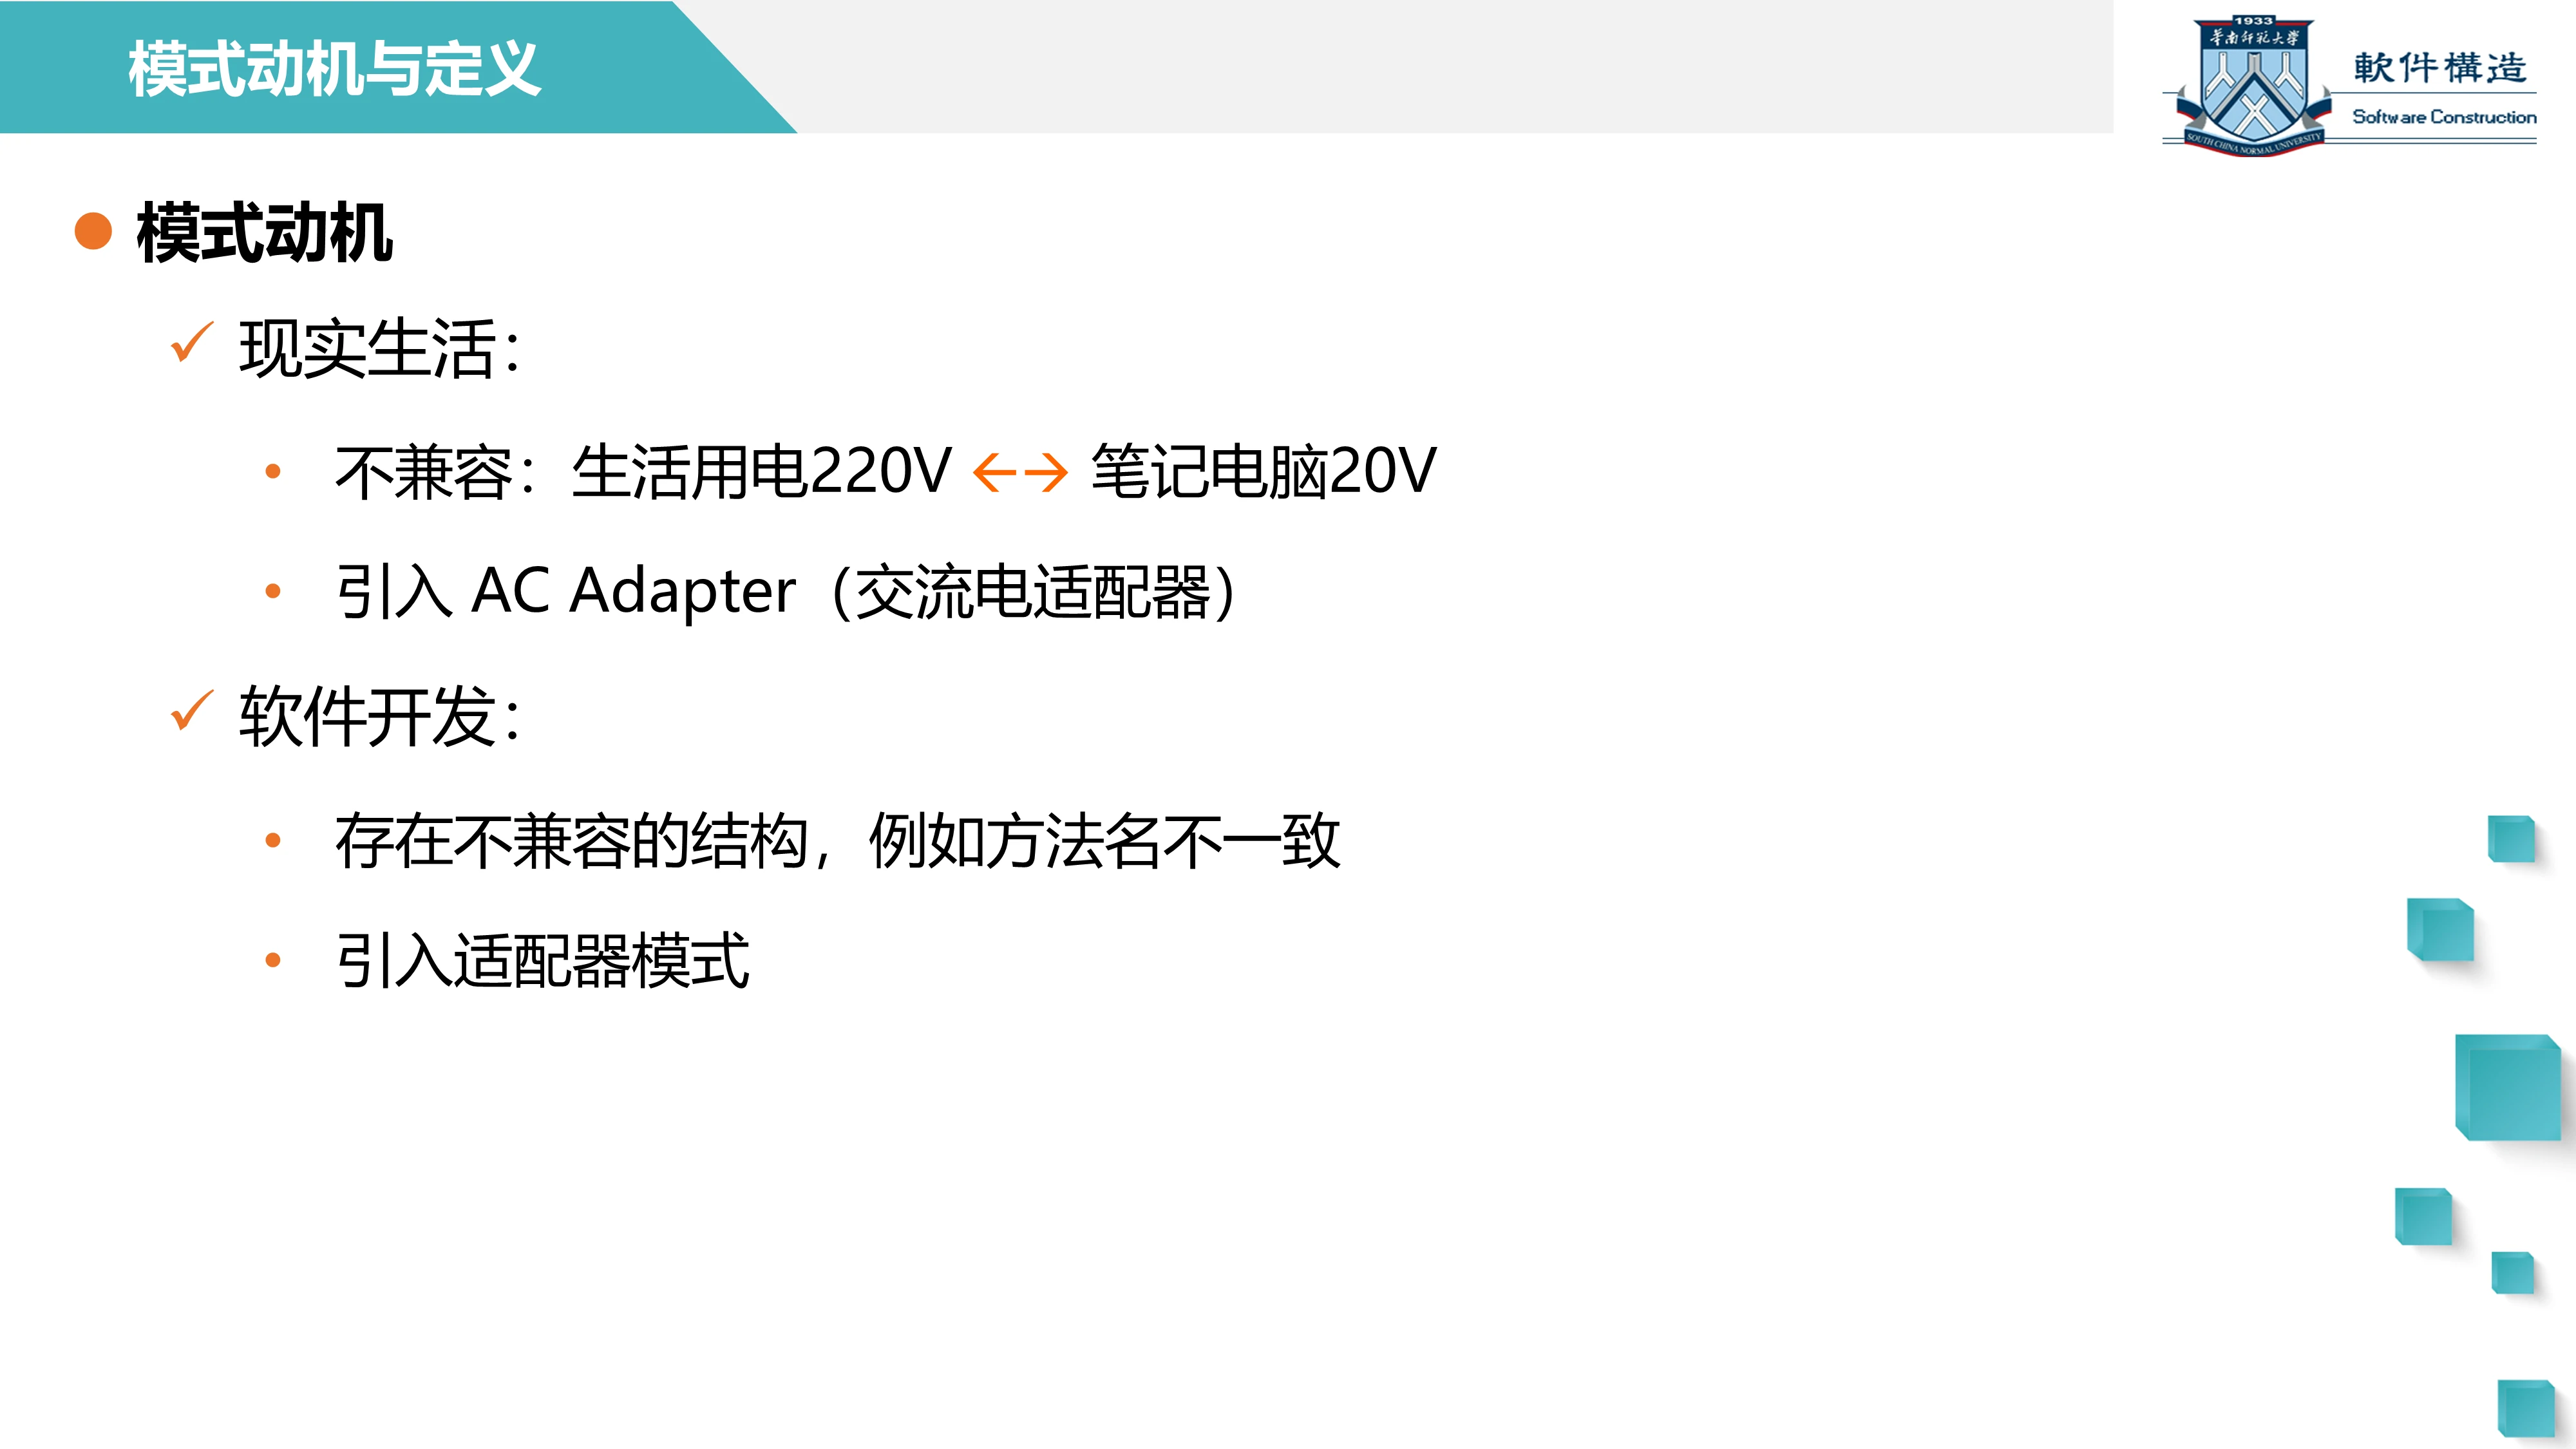 模式动机与定义
1933
华南师范大学
SOUTH CHINA NORMAL UNIVERSITY
軟件構造
Software Construction
模式动机
现实生活：
不兼容：生活用电220V ←→ 笔记电脑20V
引入 AC Adapter（交流电适配器）
软件开发：
存在不兼容的结构，例如方法名不一致
引入适配器模式